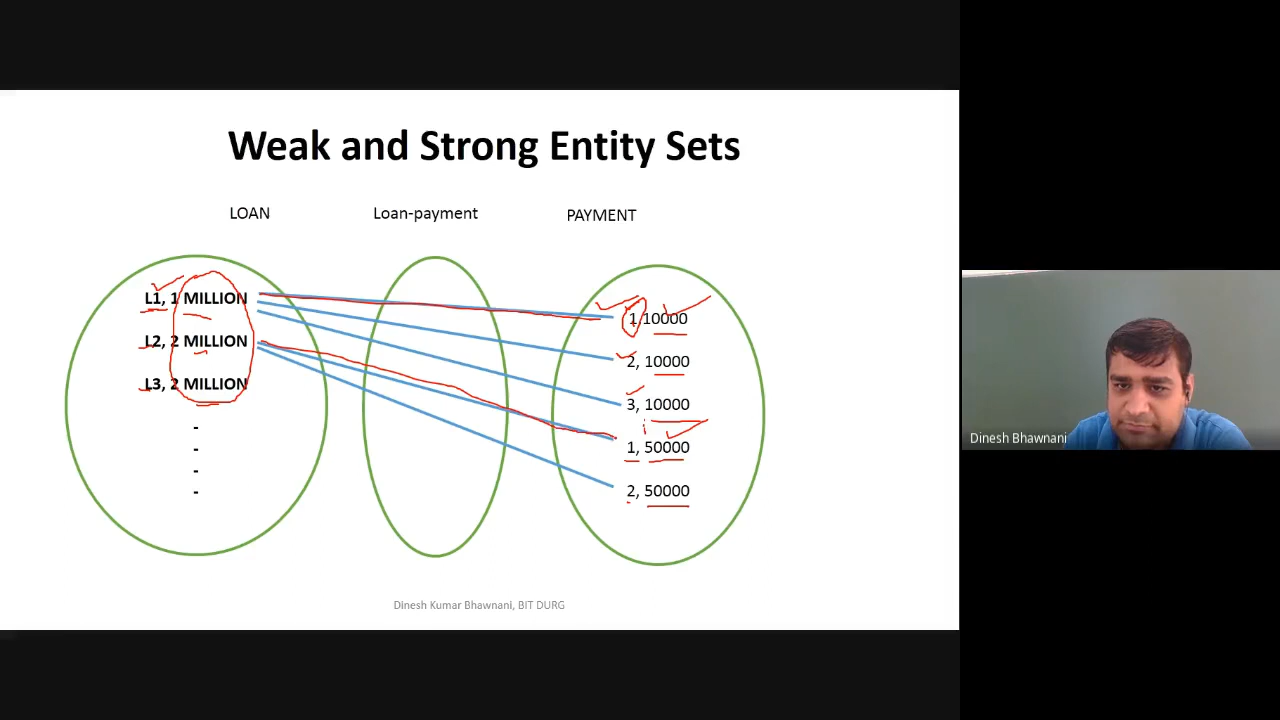 Weak and Strong Entity Sets
LOAN Loan-payment PAYMENT
L1, 1 MILLION
L2, 2 MILLION
L3, 2 MILLION
-
-
-
-
1 10000
2, 10000
3, 10000
1, 50000
2, 50000
Dinesh Kumar Bhawnani, BIT DURG
Dinesh Bhawnani